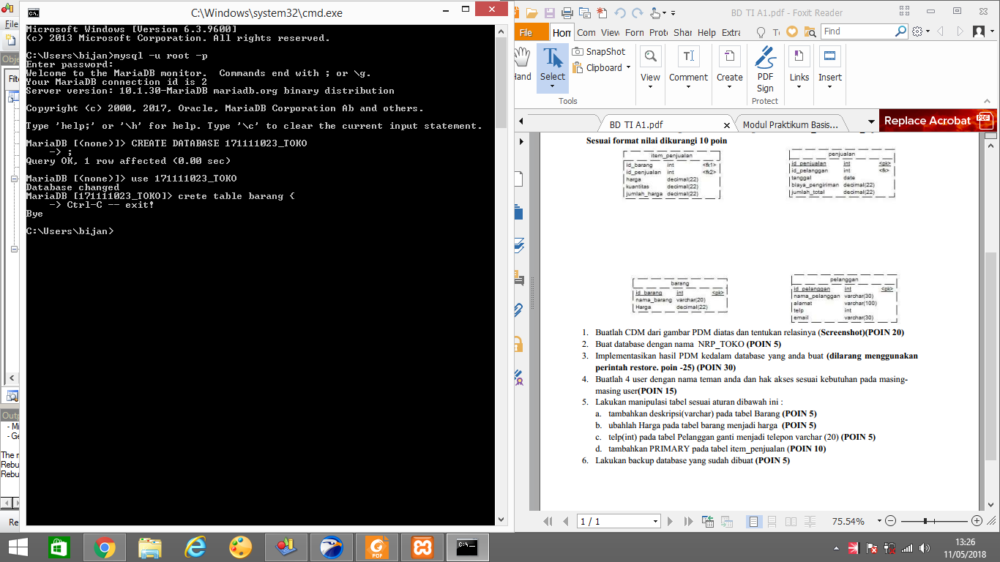 C:\Windows\system32\cmd.exe
Microsoft Windows [Version 6.3.9600]
(c) 2013 Microsoft Corporation. All rights reserved.
C:\Users\bijan>mysql -u root -p
Enter password:
Welcome to the MariaDB monitor.  Commands end with ; or \g.
Your MariaDB connection id is 2
Server version: 10.1.30-MariaDB mariadb.org binary distribution
Copyright (c) 2000, 2017, Oracle, MariaDB Corporation Ab and others.
Type 'help;' or '\h' for help. Type '\c' to clear the current input statement.
MariaDB [(none)]> CREATE DATABASE 171111023_TOKO
    -> ;
Query OK, 1 row affected (0.00 sec)
MariaDB [(none)]> use 171111023_TOKO
Database changed
MariaDB [171111023_TOKO]> crete table barang {
    -> Ctrl-C -- exit!
Bye
C:\Users\bijan>
File
Obje
Filte
Outp
- Mi
- Ge
The m
Rebu
Rebu
Re
BD TI A1.pdf - Foxit Reader
File Hom Com View Forr Prote Shar Help Extra Te Find
Hand
Select
SnapShot
Clipboard
Tools
View
Comment
Create
PDF
Sign
Protect
Links
Insert
BD TI A1.pdf
Modul Praktikum Basis...
Replace Acrobat PDF
Sesuai format nilai dikurangi 10 poin
item_penjualan
id_barang int <fk1>
id_penjualan int <fk2>
harga decimal(22)
kuantitas decimal(22)
jumlah_harga decimal(22)
penjualan
id_penjualan int <pk>
id_pelanggan int <fk>
tanggal date
biaya_pengiriman decimal(22)
jumlah_total decimal(22)
barang
id_barang int <pk>
nama_barang varchar(20)
Harga decimal(22)
pelanggan
id_pelanggan int <pk>
nama_pelanggan varchar(30)
alamat varchar(100)
telp int
email varchar(30)
1. Buatlah CDM dari gambar PDM diatas dan tentukan relasinya (Screenshot)(POIN 20)
2. Buat database dengan nama  NRP_TOKO (POIN 5)
3. Implementasikan hasil PDM kedalam database yang anda buat (dilarang menggunakan
perintah restore. poin -25) (POIN 30)
4. Buatlah 4 user dengan nama teman anda dan hak akses sesuai kebutuhan pada masing-
masing user(POIN 15)
5. Lakukan manipulasi tabel sesuai aturan dibawah ini :
a. tambahkan deskripsi(varchar) pada tabel Barang (POIN 5)
b. ubahlah Harga pada tabel barang menjadi harga  (POIN 5)
c. telp(int) pada tabel Pelanggan ganti menjadi telepon varchar (20) (POIN 5)
d. tambahkan PRIMARY pada tabel item_penjualan (POIN 10)
6. Lakukan backup database yang sudah dibuat (POIN 5)
1 / 1
75.54%
PDF
13:26
11/05/2018